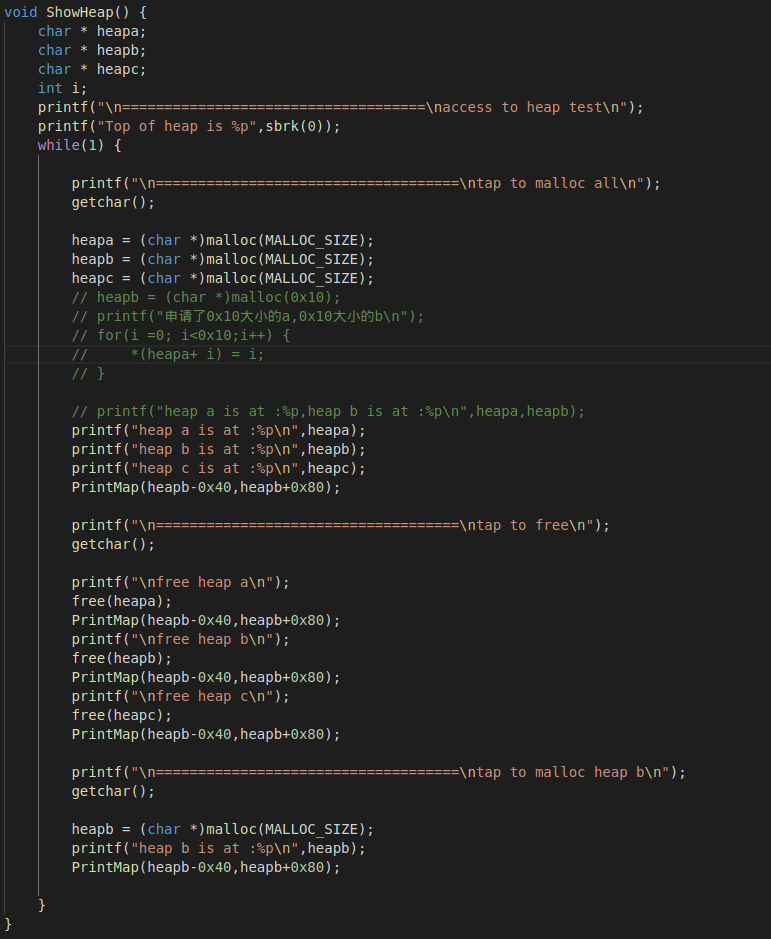 void ShowHeap() {
    char * heapa;
    char * heapb;
    char * heapc;
    int i;
    printf("\n====================================\naccess to heap test\n");
    printf("Top of heap is %p",sbrk(0));
    while(1) {

        printf("\n====================================\ntap to malloc all\n");
        getchar();

        heapa = (char *)malloc(MALLOC_SIZE);
        heapb = (char *)malloc(MALLOC_SIZE);
        heapc = (char *)malloc(MALLOC_SIZE);
        // heapb = (char *)malloc(0x10);
        // printf("申请了0x10大小的a,0x10大小的b\n");
        // for(i =0; i<0x10;i++) {
        //     *(heapa+ i) = i;
        // }

        // printf("heap a is at :%p,heap b is at :%p\n",heapa,heapb);
        printf("heap a is at :%p\n",heapa);
        printf("heap b is at :%p\n",heapb);
        printf("heap c is at :%p\n",heapc);
        PrintMap(heapb-0x40,heapb+0x80);

        printf("\n====================================\ntap to free\n");
        getchar();

        printf("\nfree heap a\n");
        free(heapa);
        PrintMap(heapb-0x40,heapb+0x80);
        printf("\nfree heap b\n");
        free(heapb);
        PrintMap(heapb-0x40,heapb+0x80);
        printf("\nfree heap c\n");
        free(heapc);
        PrintMap(heapb-0x40,heapb+0x80);

        printf("\n====================================\ntap to malloc heap b\n");
        getchar();

        heapb = (char *)malloc(MALLOC_SIZE);
        printf("heap b is at :%p\n",heapb);
        PrintMap(heapb-0x40,heapb+0x80);

    }
}